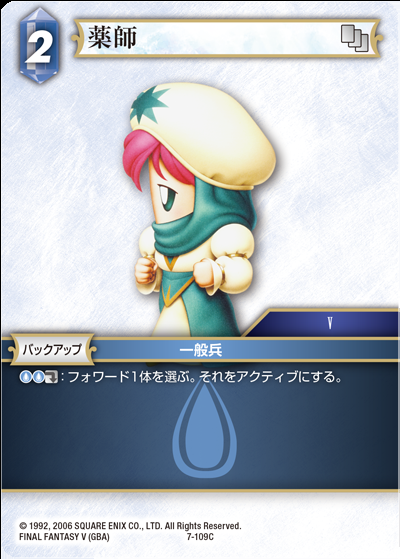 2
薬師
V
バックアップ
一般兵
：フォワード1体を選ぶ。それをアクティブにする。
© 1992, 2006 SQUARE ENIX CO., LTD. All Rights Reserved.
FINAL FANTASY V (GBA)
7-109C